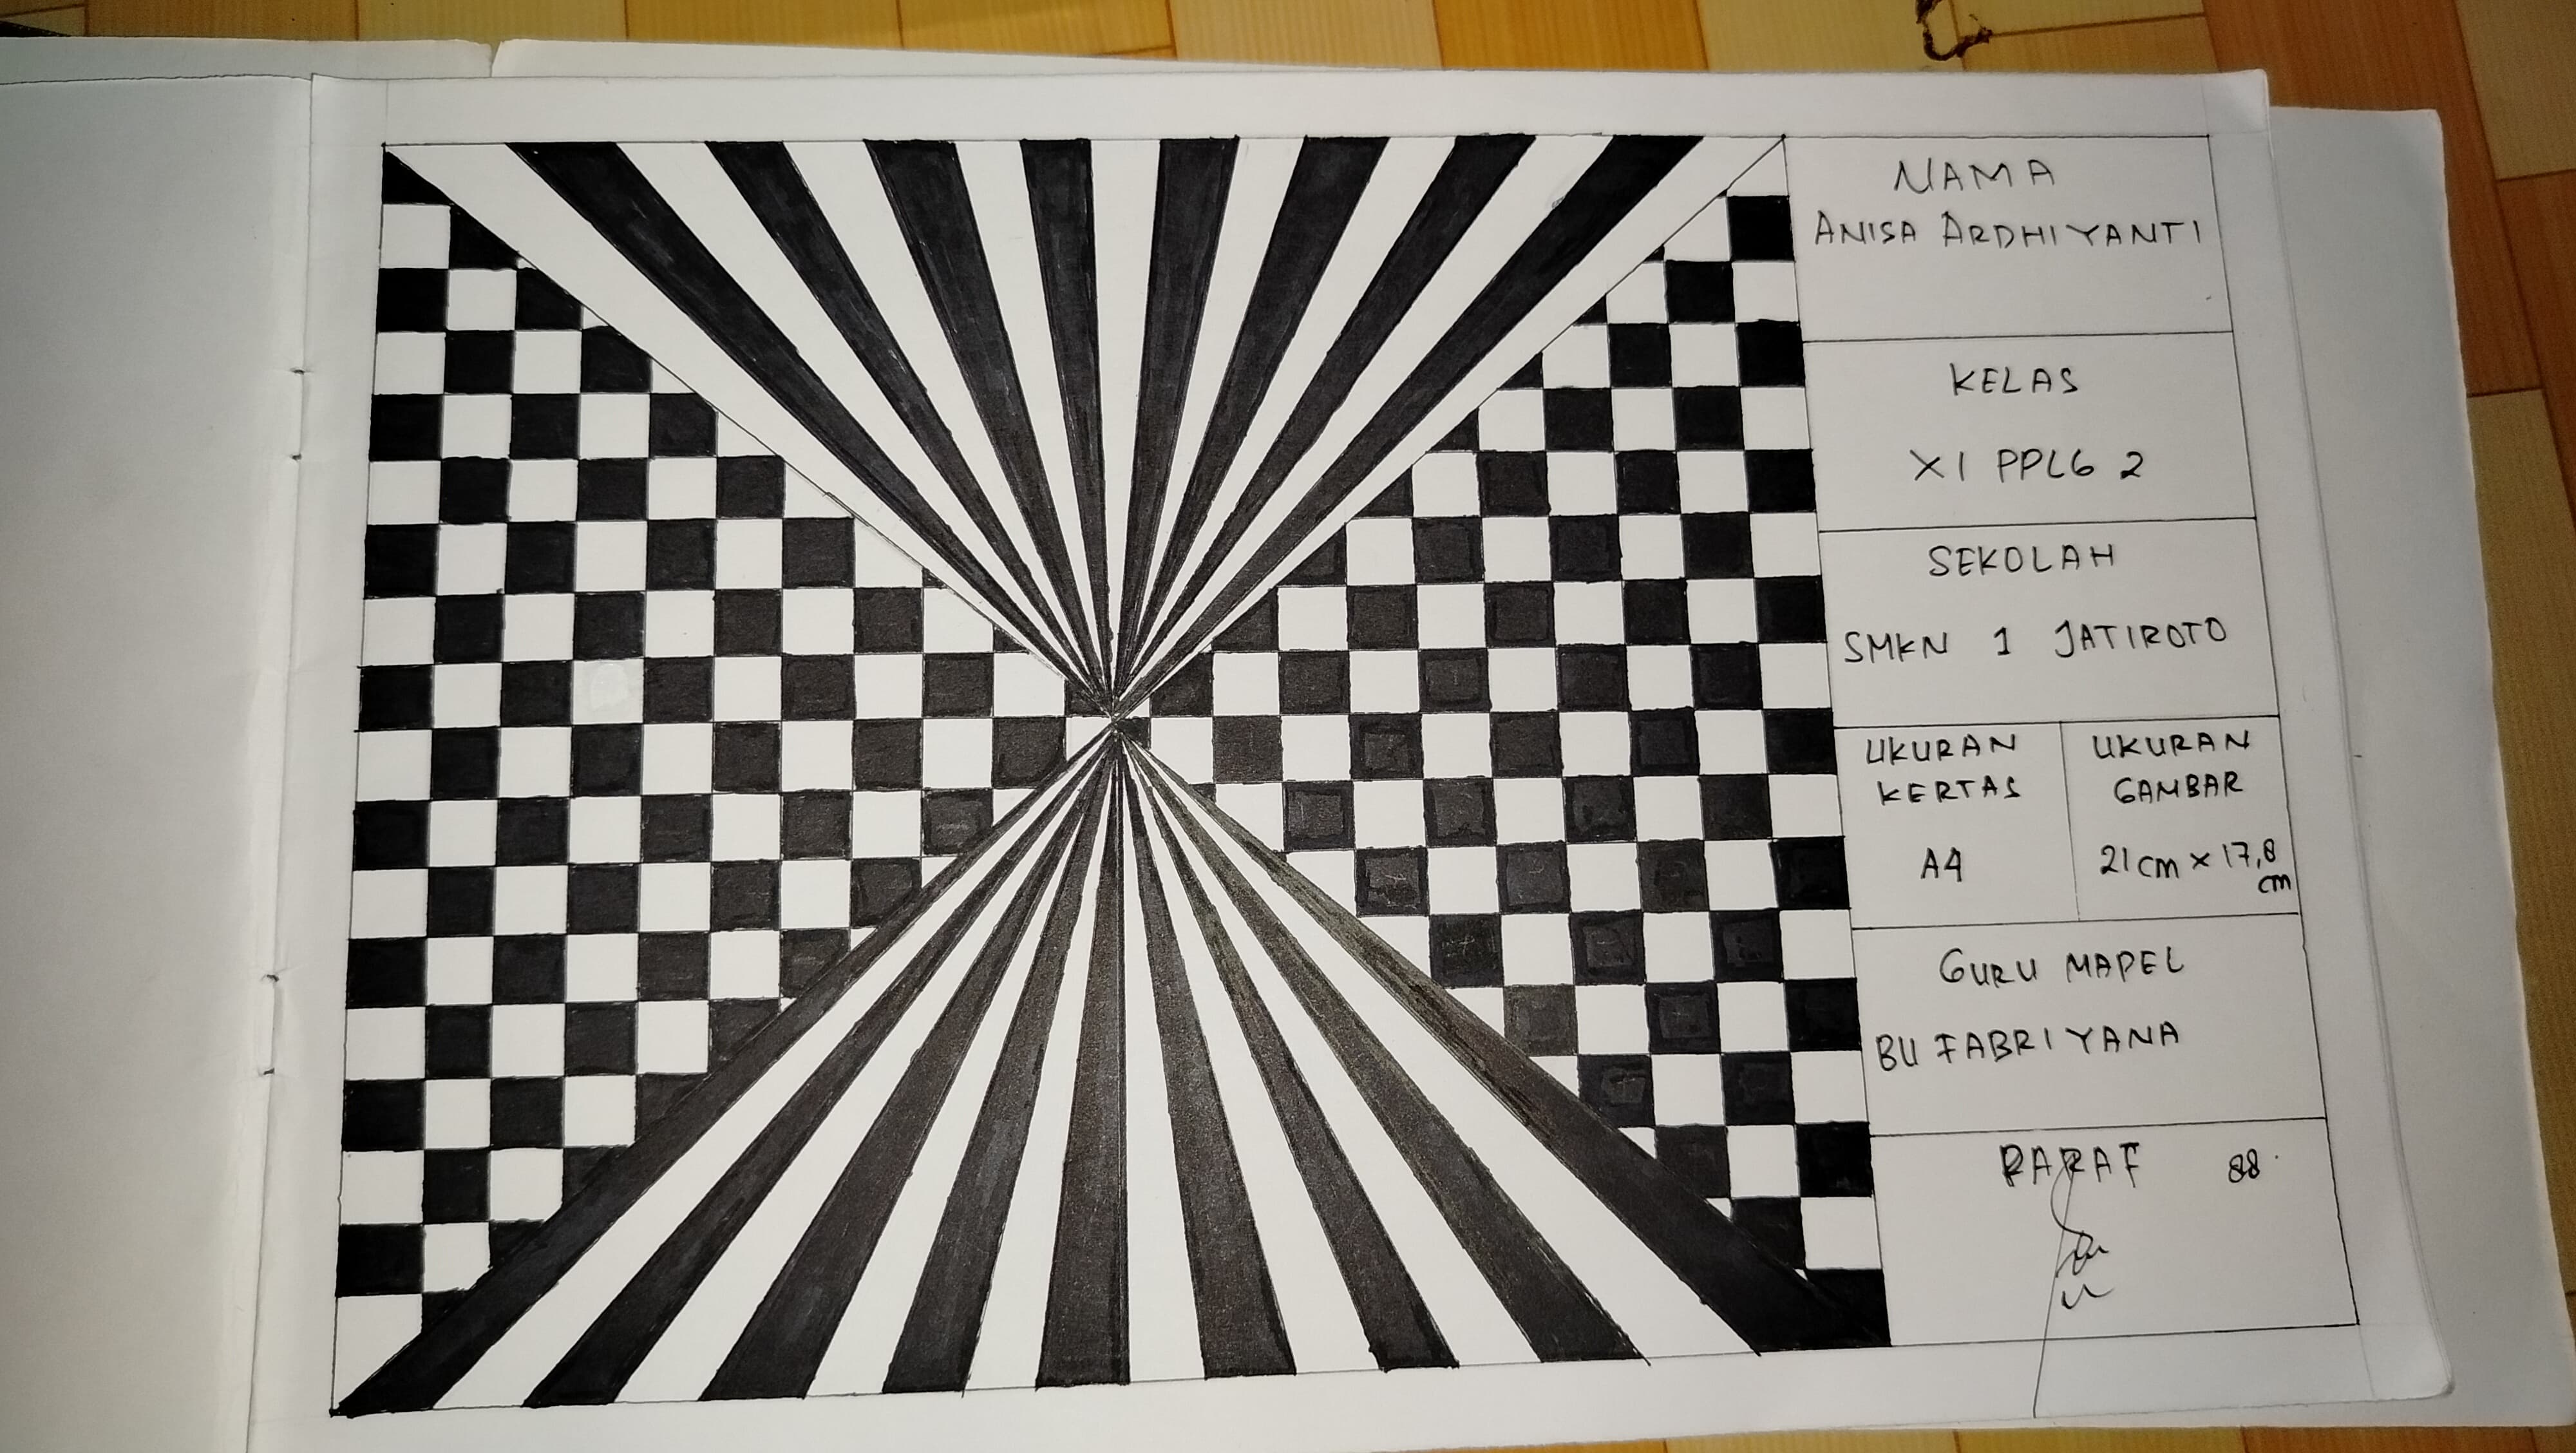 NAMA
ANISA ARDHIYANTI
KELAS
XI PPLG 2
SEKOLAH
SMKN 1 JATIROTO
UKURAN
KERTAS
A4
UKURAN
GAMBAR
21 cm × 17,8
cm
GURU MAPEL
BU FABRIYANA
PARAF 88